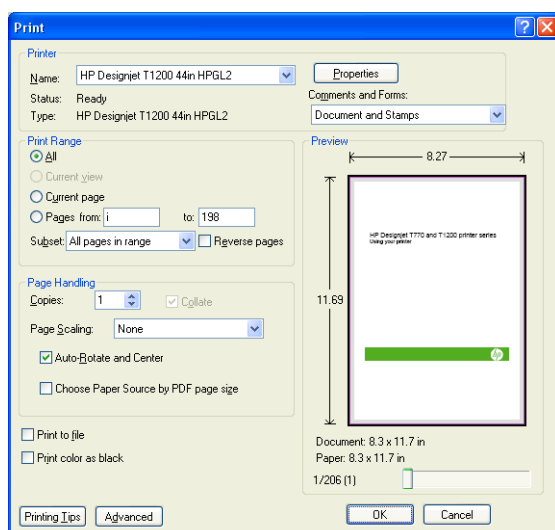 Print
Printer
Name: HP Designjet T1200 44in HPGL2 Properties
Status: Ready Comments and Forms:
Type: HP Designjet T1200 44in HPGL2 Document and Stamps
Print Range
All
Current view
Current page
Pages from: i to: 198
Subset: All pages in range Reverse pages
Page Handling
Copies: 1 Collate
Page Scaling: None
Auto-Rotate and Center
Choose Paper Source by PDF page size
Print to file
Print color as black
Preview
8.27
11.69
HP Designjet T770 and T1200 printer series
Using your printer
hp
Document: 8.3 x 11.7 in
Paper: 8.3 x 11.7 in
1/206 (1)
Printing Tips Advanced OK Cancel